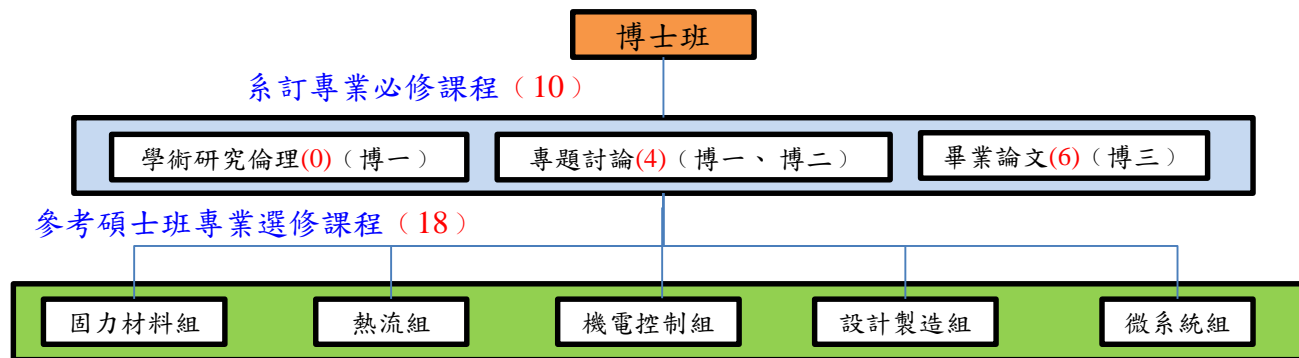 博士班
系訂專業必修課程（10）
學術研究倫理(0)（博一）
專題討論(4)（博一、博二）
畢業論文(6)（博三）
參考碩士班專業選修課程（18）
固力材料組
熱流組
機電控制組
設計製造組
微系統組